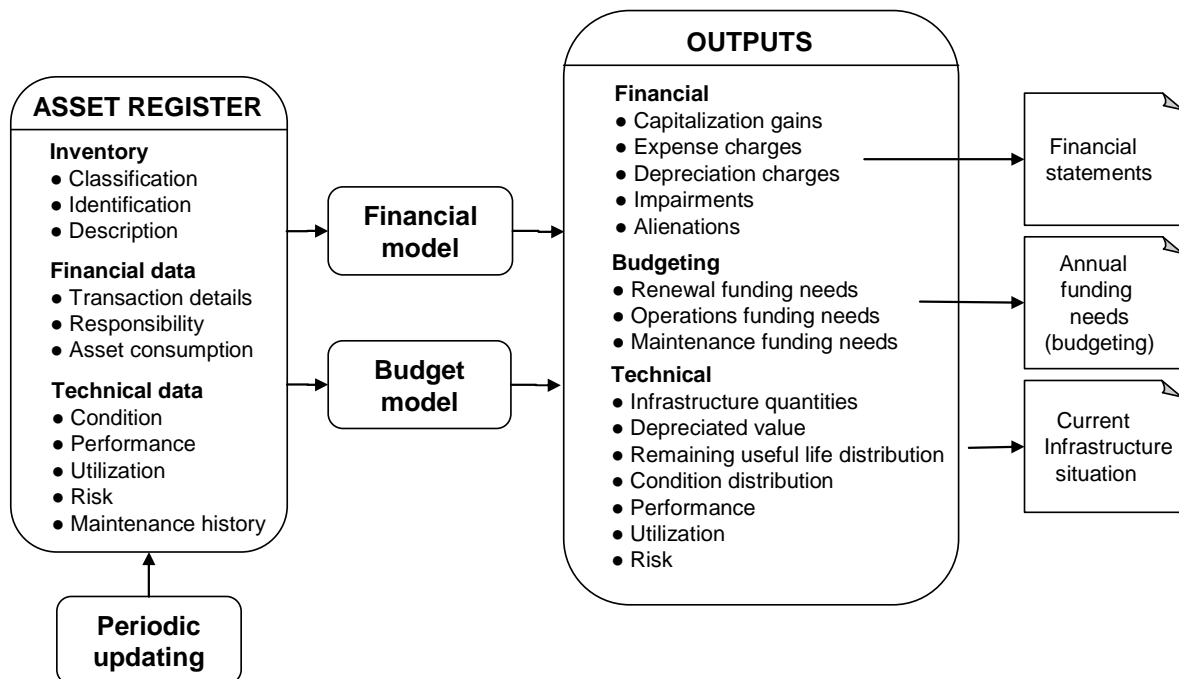 ASSET REGISTER
Inventory
● Classification
● Identification
● Description
Financial data
● Transaction details
● Responsibility
● Asset consumption
Technical data
● Condition
● Performance
● Utilization
● Risk
● Maintenance history
Periodic
updating
Financial
model
Budget
model
OUTPUTS
Financial
● Capitalization gains
● Expense charges
● Depreciation charges
● Impairments
● Alienations
Budgeting
● Renewal funding needs
● Operations funding needs
● Maintenance funding needs
Technical
● Infrastructure quantities
● Depreciated value
● Remaining useful life distribution
● Condition distribution
● Performance
● Utilization
● Risk
Financial
statements
Annual
funding
needs
(budgeting)
Current
Infrastructure
situation